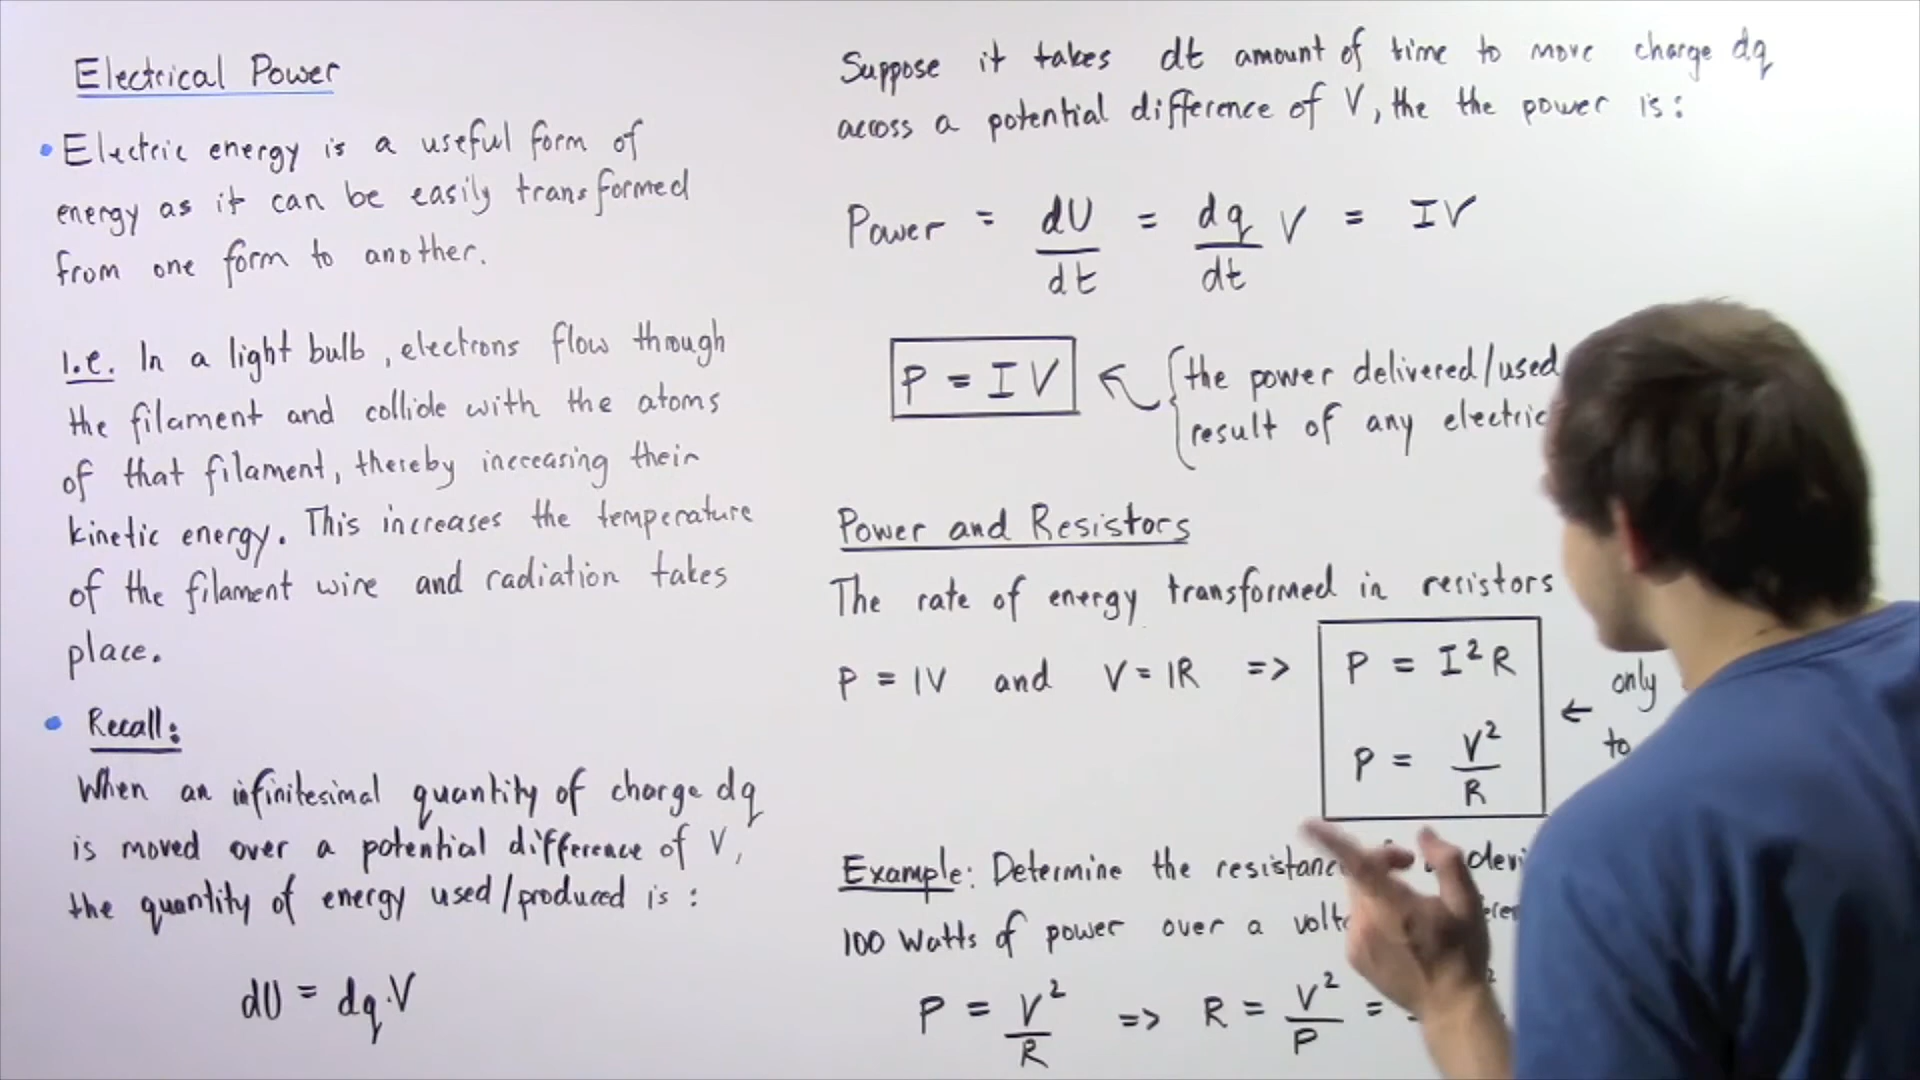 Electrical Power
• Electric energy is a useful form of
energy as it can be easily transformed
from one form to another.
I.e. In a light bulb, electrons flow through
the filament and collide with the atoms
of that filament, thereby increasing their
kinetic energy. This increases the temperature
of the filament wire and radiation takes
place.
• Recall:
When an infinitesimal quantity of charge dq
is moved over a potential difference of V,
the quantity of energy used/produced is:
dU = dq·V
Suppose it takes dt amount of time to move charge dq
across a potential difference of V, the the power is:
Power = dU/dt = dq/dt V = IV
P = IV ← { the power delivered/used
result of any electric
Power and Resistors
The rate of energy transformed in resistors
P = IV and V = IR => P = I²R
P = V²/R
← only
to
Example: Determine the resistance
100 Watts of power over a
P = V²/R => R = V²/P =